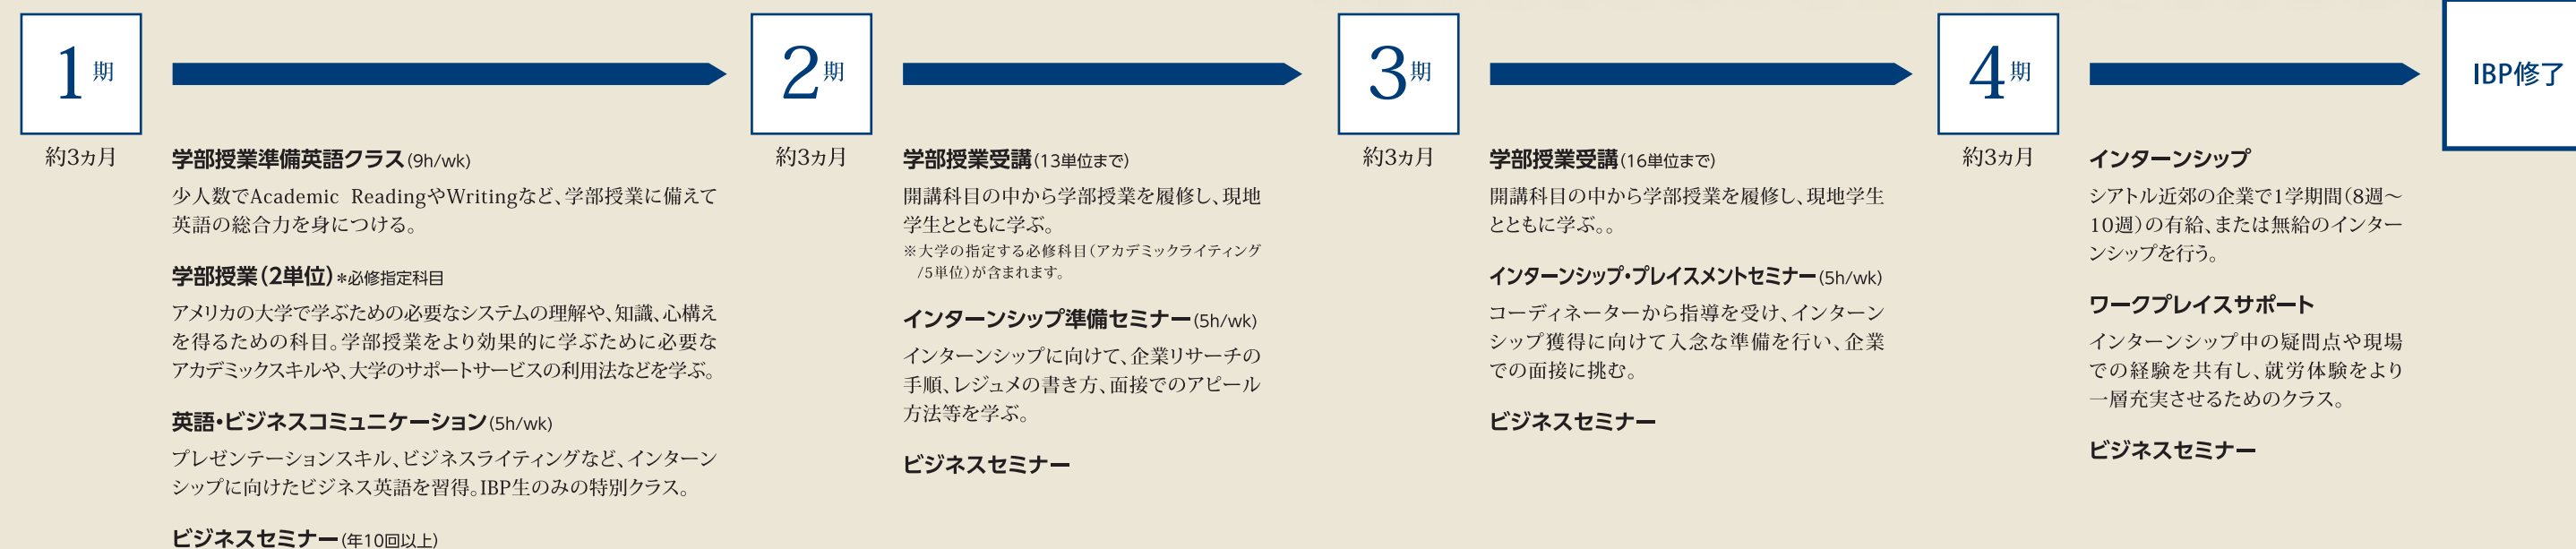 1期
約3ヵ月
学部授業準備英語クラス(9h/wk)
少人数でAcademic ReadingやWritingなど、学部授業に備えて
英語の総合力を身につける。
学部授業(2単位)*必修指定科目
アメリカの大学で学ぶための必要なシステムの理解や、知識、心構え
を得るための科目。学部授業をより効果的に学ぶために必要な
アカデミックスキルや、大学のサポートサービスの利用法などを学ぶ。
英語・ビジネスコミュニケーション(5h/wk)
プレゼンテーションスキル、ビジネスライティングなど、インターン
シップに向けたビジネス英語を習得。IBP生のみの特別クラス。
ビジネスセミナー(年10回以上)
2期
約3ヵ月
学部授業受講(13単位まで)
開講科目の中から学部授業を履修し、現地
学生とともに学ぶ。
※大学の指定する必修科目(アカデミックライティング
/5単位)が含まれます。
インターンシップ準備セミナー(5h/wk)
インターンシップに向けて、企業リサーチの
手順、レジュメの書き方、面接でのアピール
方法等を学ぶ。
ビジネスセミナー
3期
約3ヵ月
学部授業受講(16単位まで)
開講科目の中から学部授業を履修し、現地学生
とともに学ぶ。。
インターンシップ・プレイスメントセミナー(5h/wk)
コーディネーターから指導を受け、インターン
シップ獲得に向けて入念な準備を行い、企業
での面接に挑む。
ビジネスセミナー
4期
約3ヵ月
インターンシップ
シアトル近郊の企業で1学期間(8週〜
10週)の有給、または無給のインター
ンシップを行う。
ワークプレイスサポート
インターンシップ中の疑問点や現場
での経験を共有し、就労体験をより
一層充実させるためのクラス。
ビジネスセミナー
IBP修了